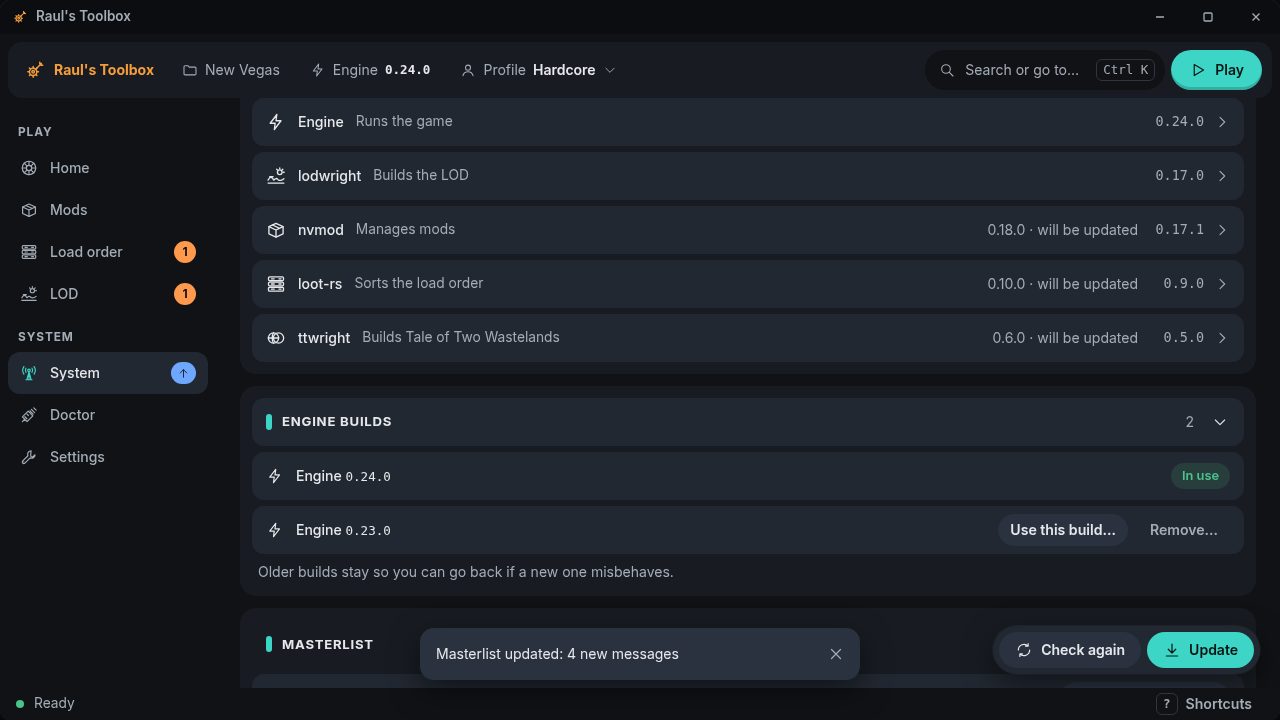 Raul's Toolbox
Raul's Toolbox
New Vegas
Engine 0.24.0
Profile Hardcore
Search or go to...
Ctrl K
Play
PLAY
Home
Mods
Load order 1
LOD 1
SYSTEM
System
Doctor
Settings
Engine Runs the game 0.24.0
lodwright Builds the LOD 0.17.0
nvmod Manages mods 0.18.0 · will be updated 0.17.1
loot-rs Sorts the load order 0.10.0 · will be updated 0.9.0
ttwright Builds Tale of Two Wastelands 0.6.0 · will be updated 0.5.0
ENGINE BUILDS 2
Engine 0.24.0 In use
Engine 0.23.0 Use this build... Remove...
Older builds stay so you can go back if a new one misbehaves.
MASTERLIST
Masterlist updated: 4 new messages
Check again
Update
Ready
? Shortcuts